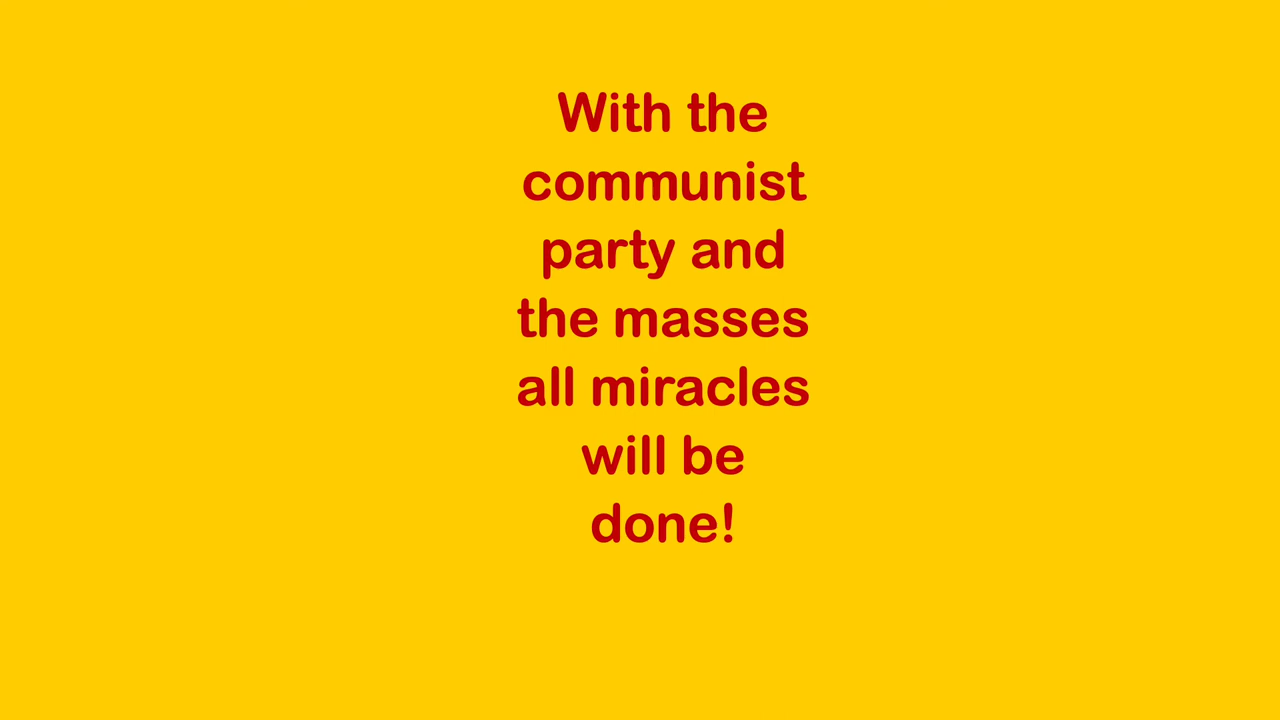 With the
communist
party and
the masses
all miracles
will be
done!